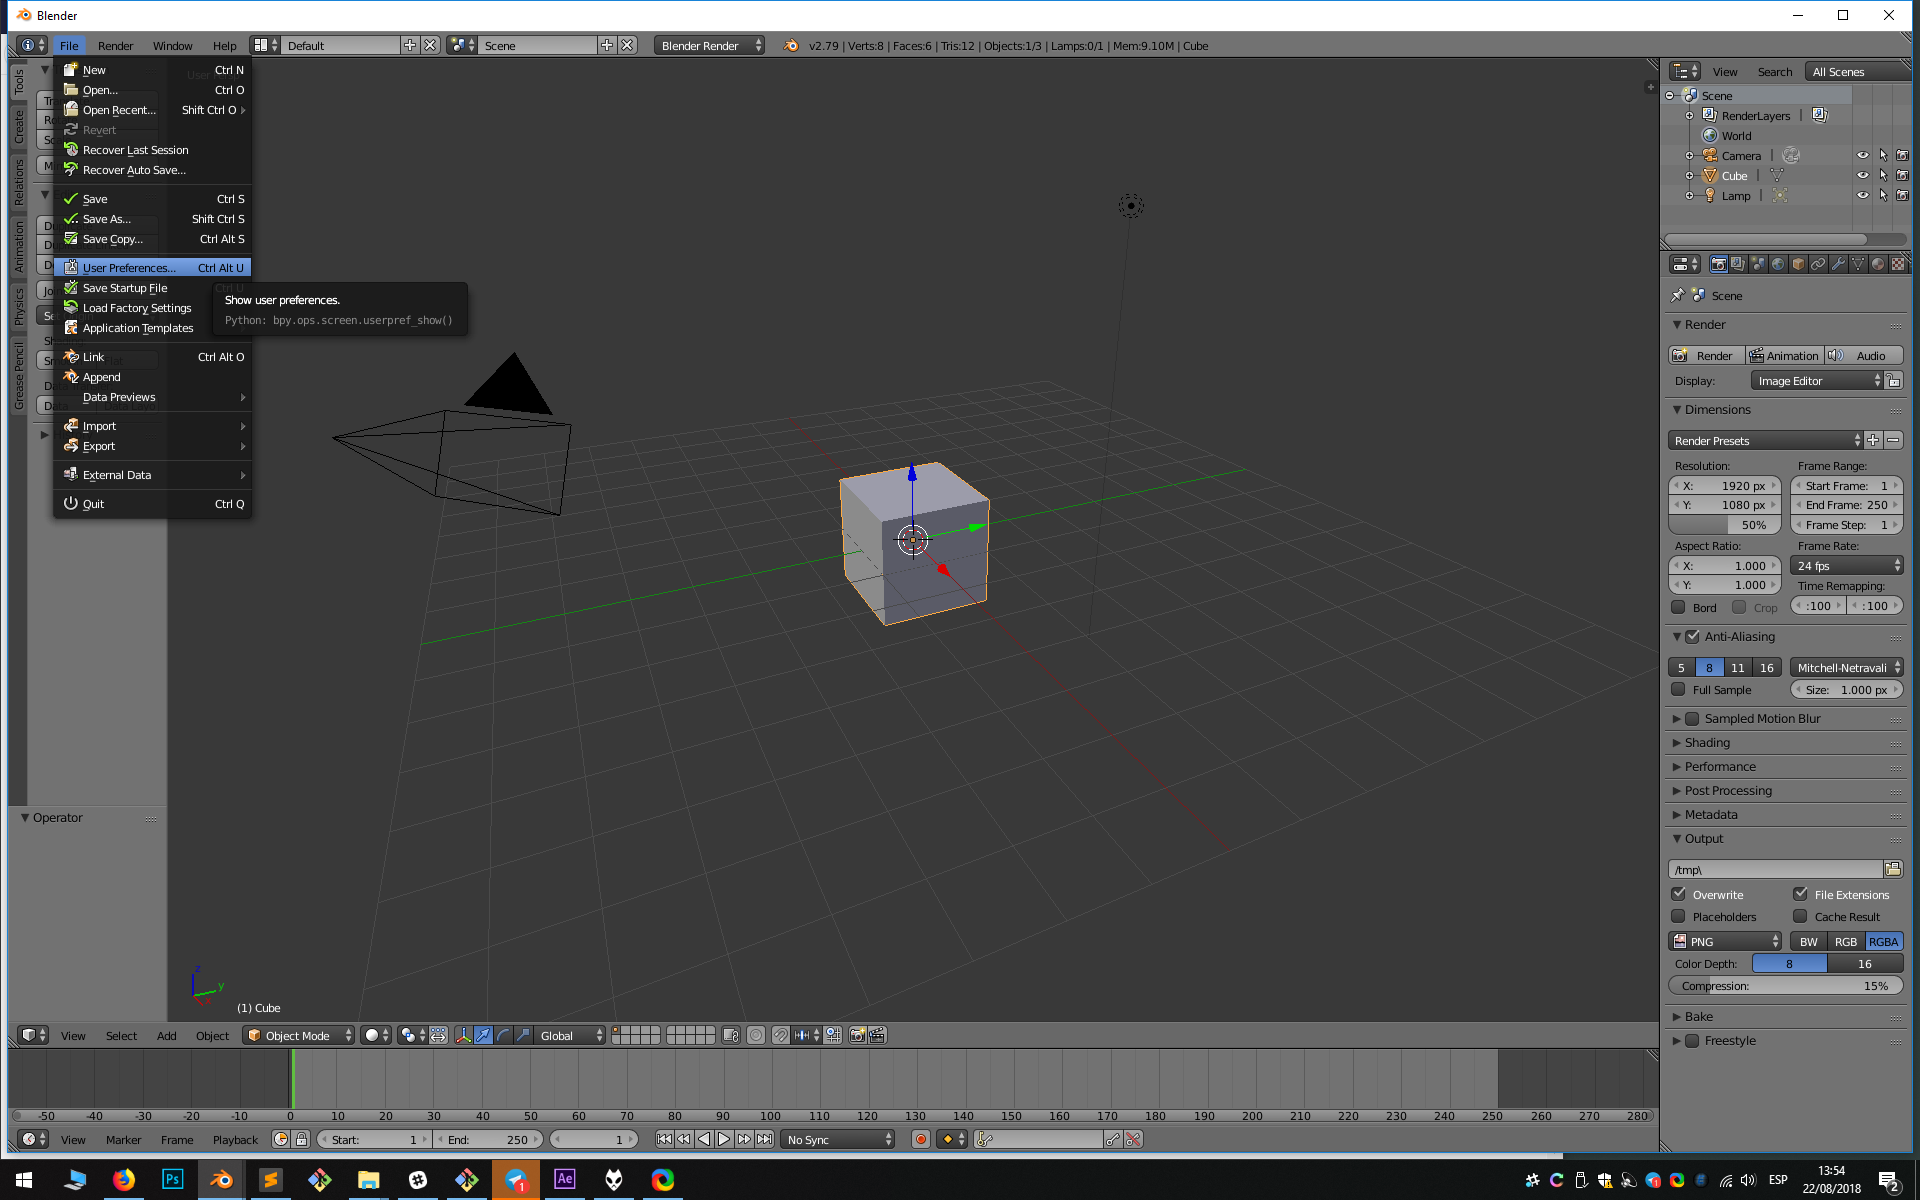 Blender
File Render Window Help Default Scene Blender Render v2.79 | Verts:8 | Faces:6 | Tris:12 | Objects:1/3 | Lamps:0/1 | Mem:9.10M | Cube
New Ctrl N
Open... Ctrl O
Open Recent... Shift Ctrl O
Revert
Recover Last Session
Recover Auto Save...
Save Ctrl S
Save As... Shift Ctrl S
Save Copy... Ctrl Alt S
User Preferences... Ctrl Alt U
Save Startup File Ctrl U
Load Factory Settings
Application Templates
Link Ctrl Alt O
Append
Data Previews
Import
Export
External Data
Quit Ctrl Q
Show user preferences.
Python: bpy.ops.screen.userpref_show()
Tools
Create
Relations
Animation
Physics
Grease Pencil
Operator
(1) Cube
z
y
View Select Add Object Object Mode Global
-50 -40 -30 -20 -10 0 10 20 30 40 50 60 70 80 90 100 110 120 130 140 150 160 170 180 190 200 210 220 230 240 250 260 270 280
View Marker Frame Playback Start: 1 End: 250 1 No Sync
View Search All Scenes
Scene
RenderLayers |
World
Camera |
Cube |
Lamp |
Scene
Render
Render Animation Audio
Display: Image Editor
Dimensions
Render Presets
Resolution: Frame Range:
X: 1920 px Start Frame: 1
Y: 1080 px End Frame: 250
50% Frame Step: 1
Aspect Ratio: Frame Rate:
X: 1.000 24 fps
Y: 1.000 Time Remapping:
Bord Crop :100 :100
Anti-Aliasing
5 8 11 16 Mitchell-Netravali
Full Sample Size: 1.000 px
Sampled Motion Blur
Shading
Performance
Post Processing
Metadata
Output
/tmp\
Overwrite File Extensions
Placeholders Cache Result
PNG BW RGB RGBA
Color Depth: 8 16
Compression: 15%
Bake
Freestyle
Ps Ae 1 1 ESP 13:54
22/08/2018 2